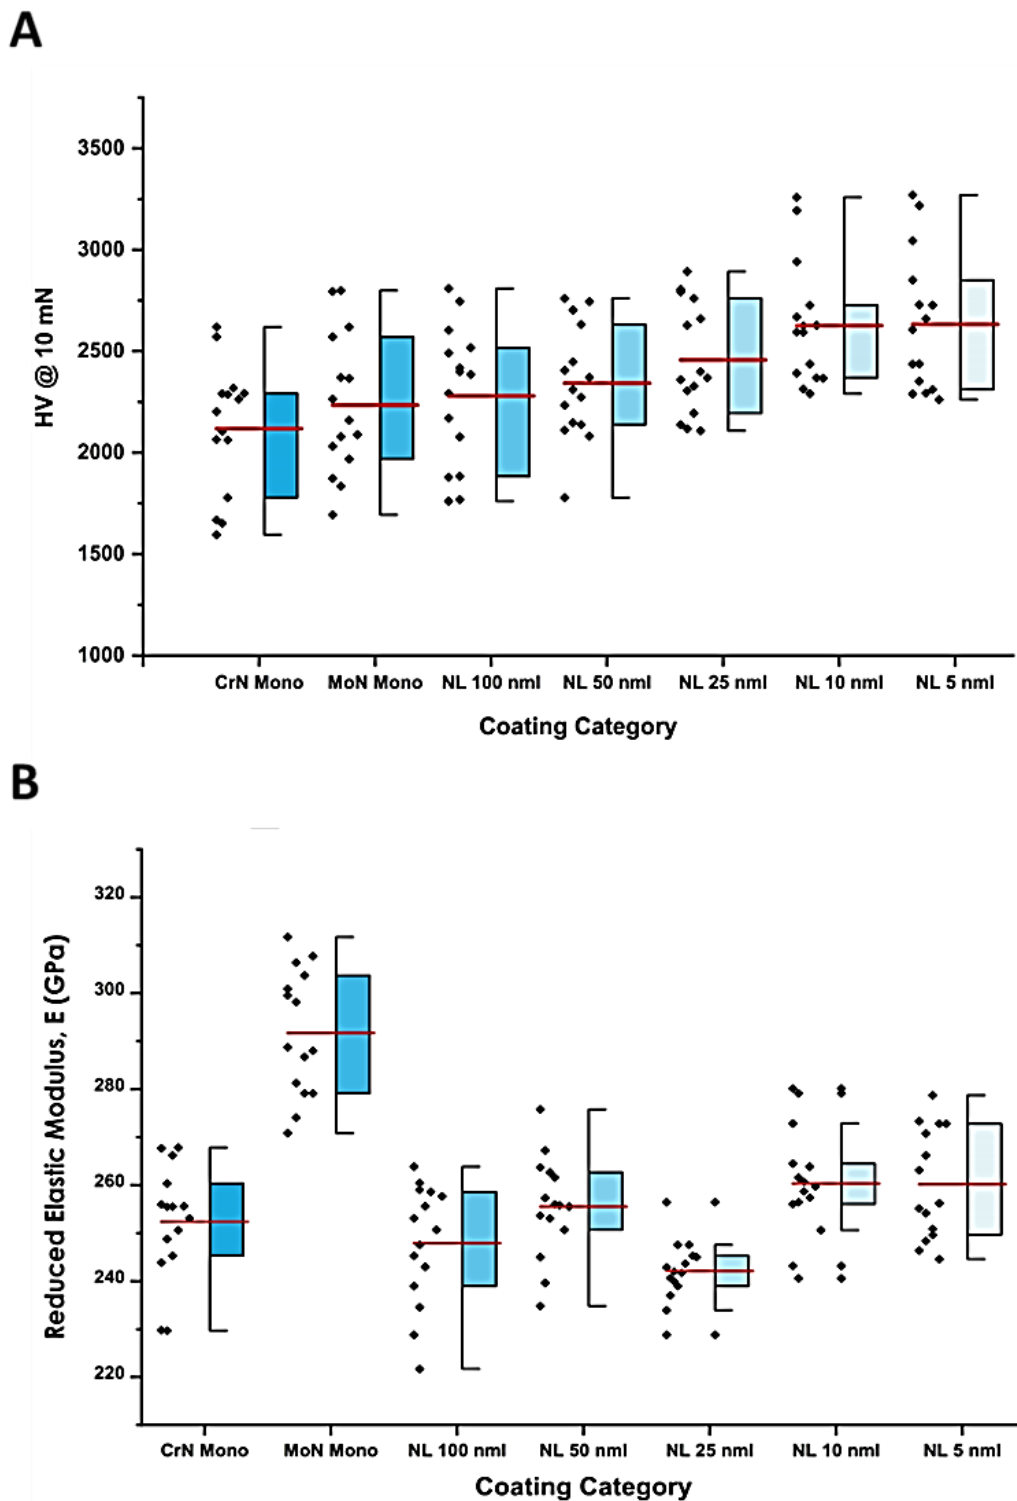 A
HV @ 10 mN
3500
3000
2500
2000
1500
1000
CrN Mono MoN Mono NL 100 nml NL 50 nml NL 25 nml NL 10 nml NL 5 nml
Coating Category
B
Reduced Elastic Modulus, E (GPa)
320
300
280
260
240
220
CrN Mono MoN Mono NL 100 nml NL 50 nml NL 25 nml NL 10 nml NL 5 nml
Coating Category